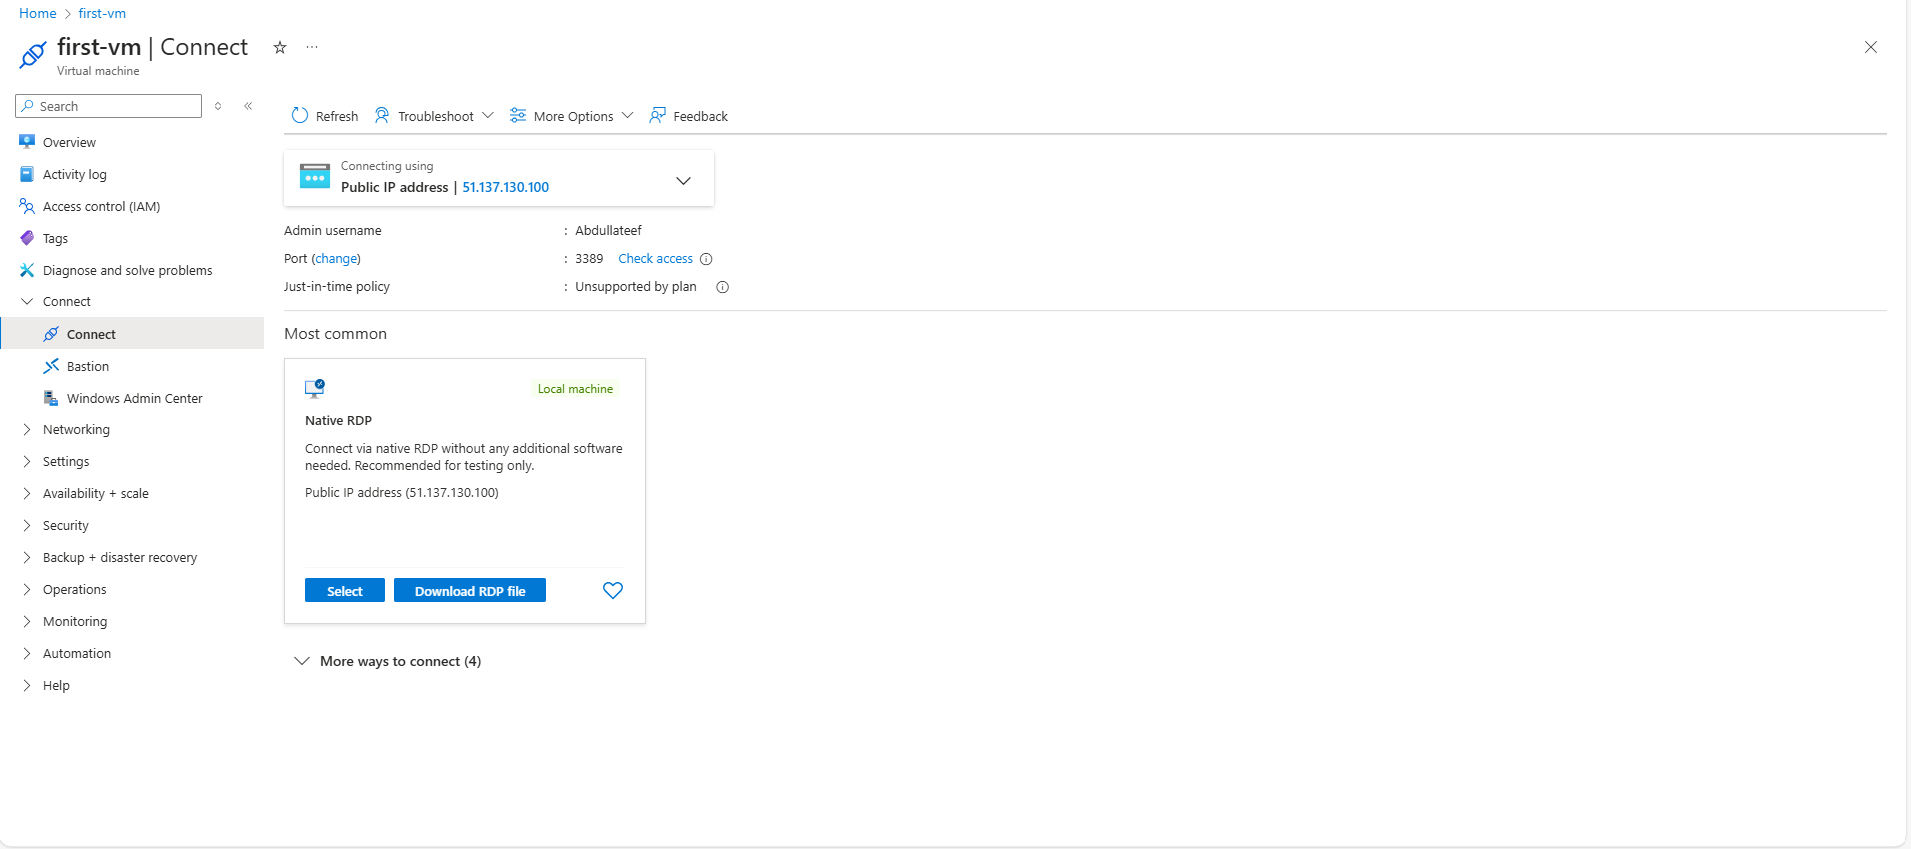 Home > first-vm
first-vm | Connect
Virtual machine
Search
Overview
Activity log
Access control (IAM)
Tags
Diagnose and solve problems
Connect
Connect
Bastion
Windows Admin Center
Networking
Settings
Availability + scale
Security
Backup + disaster recovery
Operations
Monitoring
Automation
Help
Refresh Troubleshoot More Options Feedback
Connecting using
Public IP address | 51.137.130.100
Admin username : Abdullateef
Port (change) : 3389 Check access
Just-in-time policy : Unsupported by plan
Most common
Local machine
Native RDP
Connect via native RDP without any additional software
needed. Recommended for testing only.
Public IP address (51.137.130.100)
Select Download RDP file
More ways to connect (4)